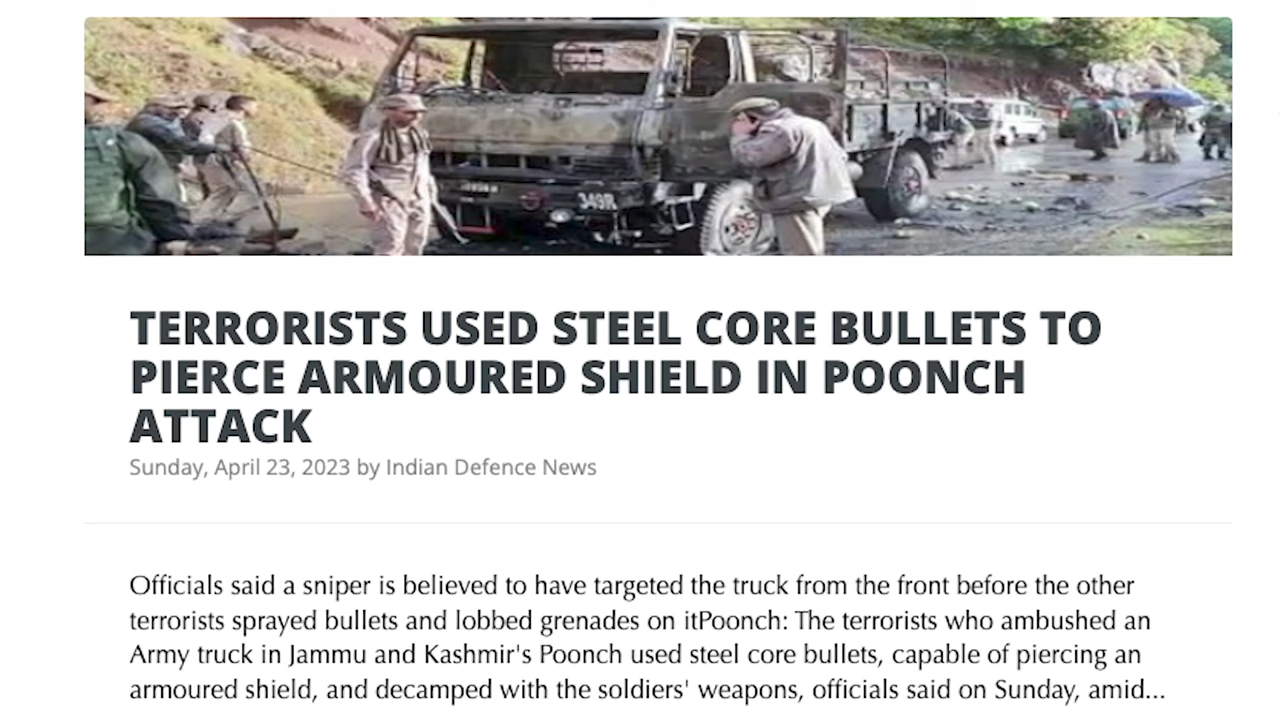 349R
TERRORISTS USED STEEL CORE BULLETS TO
PIERCE ARMOURED SHIELD IN POONCH
ATTACK
Sunday, April 23, 2023 by Indian Defence News
Officials said a sniper is believed to have targeted the truck from the front before the other
terrorists sprayed bullets and lobbed grenades on itPoonch: The terrorists who ambushed an
Army truck in Jammu and Kashmir's Poonch used steel core bullets, capable of piercing an
armoured shield, and decamped with the soldiers' weapons, officials said on Sunday, amid...